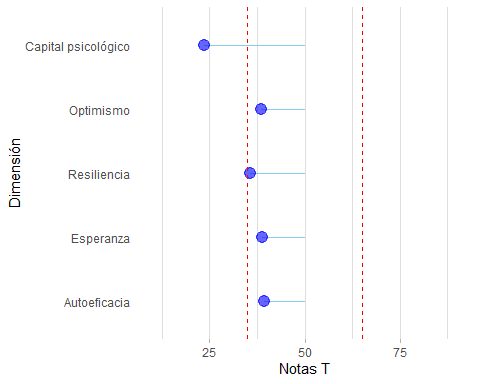 Capital psicológico
Optimismo
Resiliencia
Esperanza
Autoeficacia
Dimensión
25 50 75
Notas T